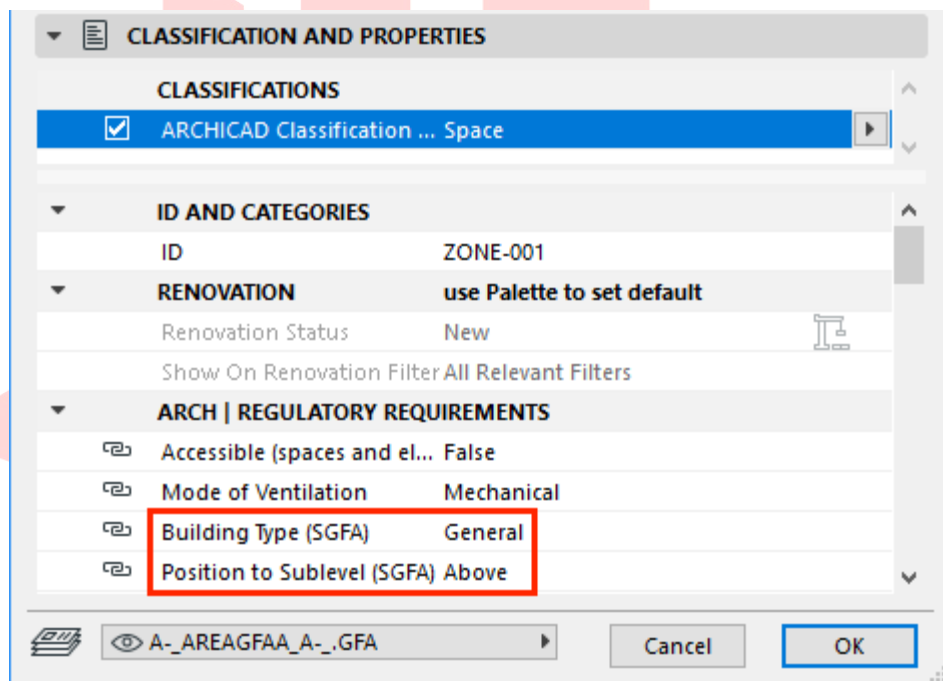 CLASSIFICATION AND PROPERTIES
CLASSIFICATIONS
ARCHICAD Classification ... Space
ID AND CATEGORIES
ID ZONE-001
RENOVATION use Palette to set default
Renovation Status New
Show On Renovation Filter All Relevant Filters
ARCH | REGULATORY REQUIREMENTS
Accessible (spaces and el... False
Mode of Ventilation Mechanical
Building Type (SGFA) General
Position to Sublevel (SGFA) Above
A-_AREAGFAA_A-_.GFA Cancel OK